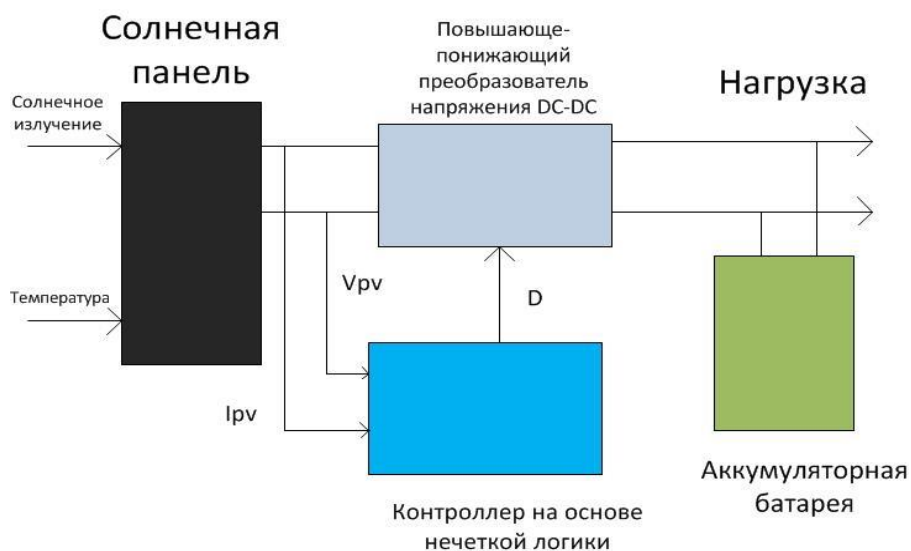 Солнечная
панель
Повышающе-
понижающий
преобразователь
напряжения DC-DC
Нагрузка
Солнечное
излучение
Температура
Vpv
D
Ipv
Контроллер на основе
нечеткой логики
Аккумуляторная
батарея